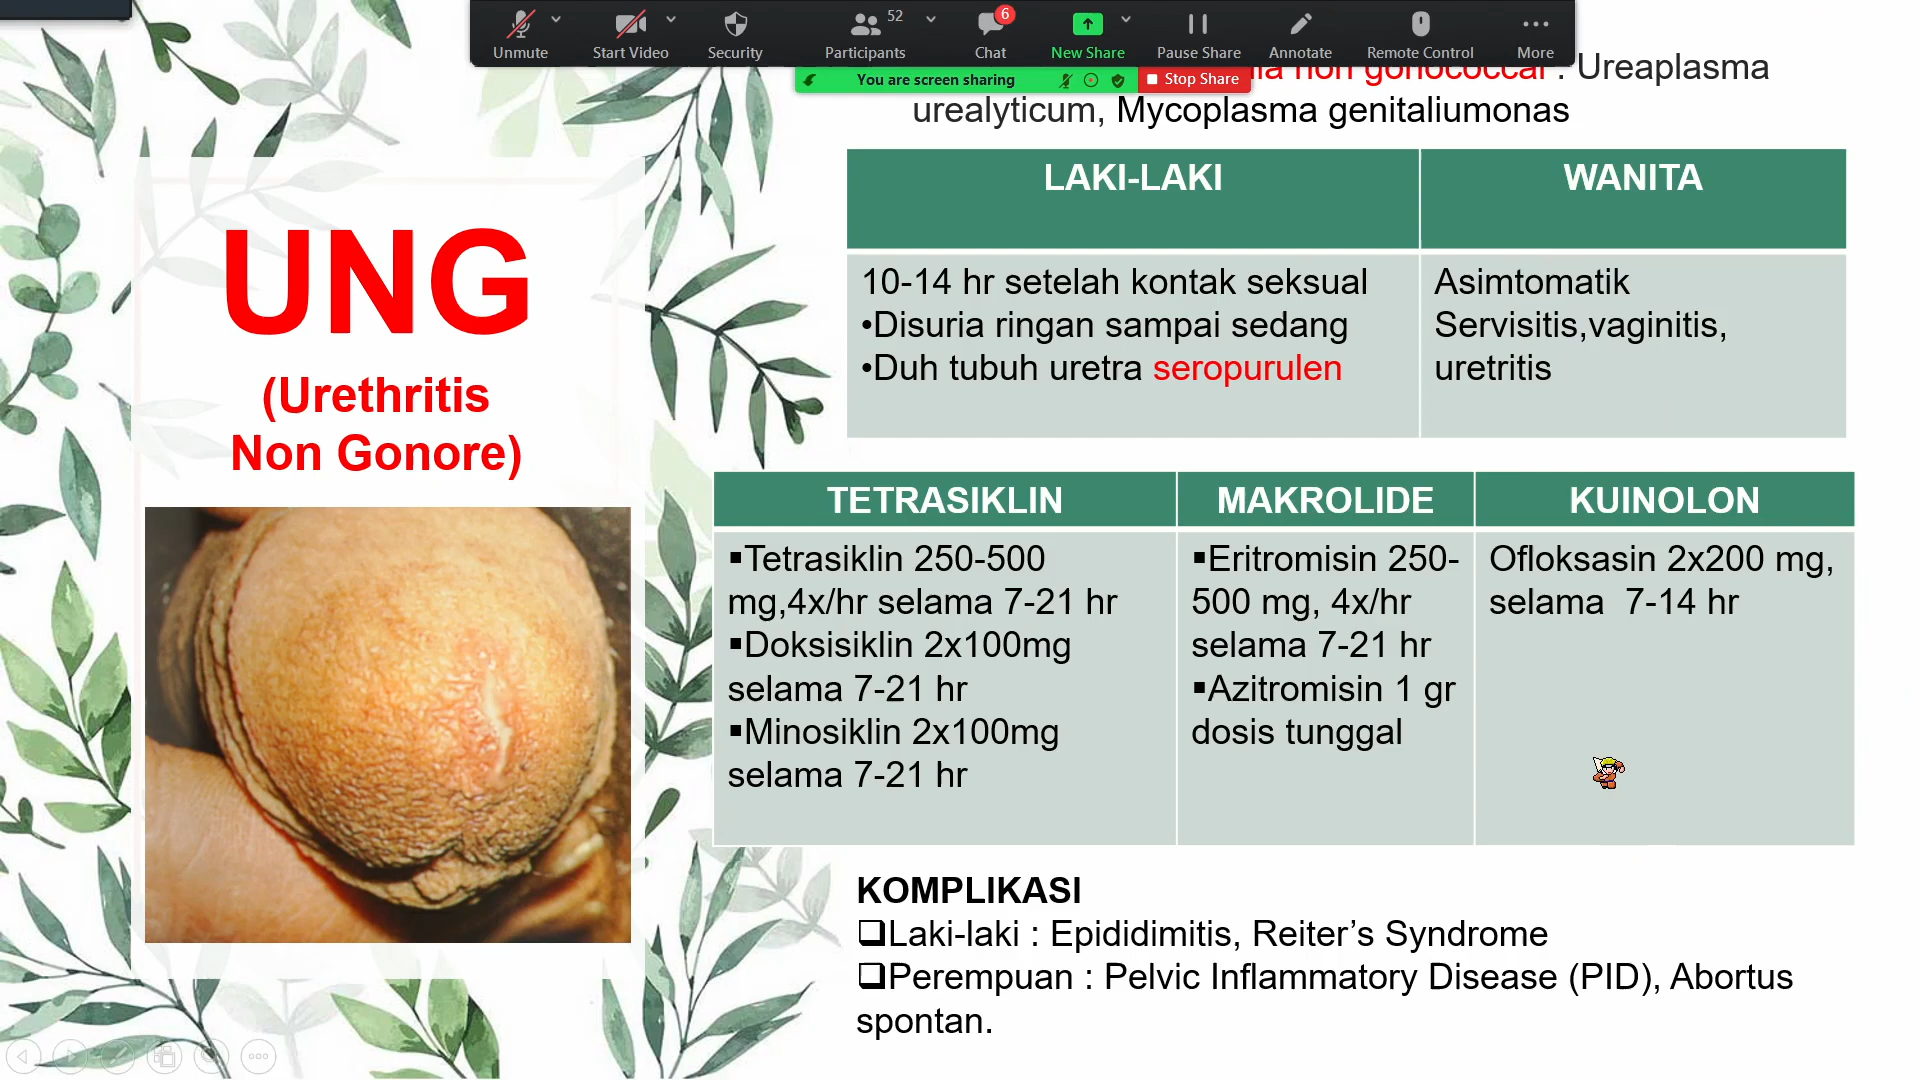 Unmute
Start Video
Security
Participants
52
Chat
6
New Share
Pause Share
Annotate
Remote Control
More
You are screen sharing
Stop Share
non gonococcal : Ureaplasma
urealyticum, Mycoplasma genitaliumonas
UNG
(Urethritis
Non Gonore)
LAKI-LAKI
WANITA
10-14 hr setelah kontak seksual
•Disuria ringan sampai sedang
•Duh tubuh uretra seropurulen
Asimtomatik
Servisitis,vaginitis,
uretritis
TETRASIKLIN
MAKROLIDE
KUINOLON
▪Tetrasiklin 250-500
mg,4x/hr selama 7-21 hr
▪Doksisiklin 2x100mg
selama 7-21 hr
▪Minosiklin 2x100mg
selama 7-21 hr
▪Eritromisin 250-
500 mg, 4x/hr
selama 7-21 hr
▪Azitromisin 1 gr
dosis tunggal
Ofloksasin 2x200 mg,
selama 7-14 hr
KOMPLIKASI
❑Laki-laki : Epididimitis, Reiter’s Syndrome
❑Perempuan : Pelvic Inflammatory Disease (PID), Abortus
spontan.